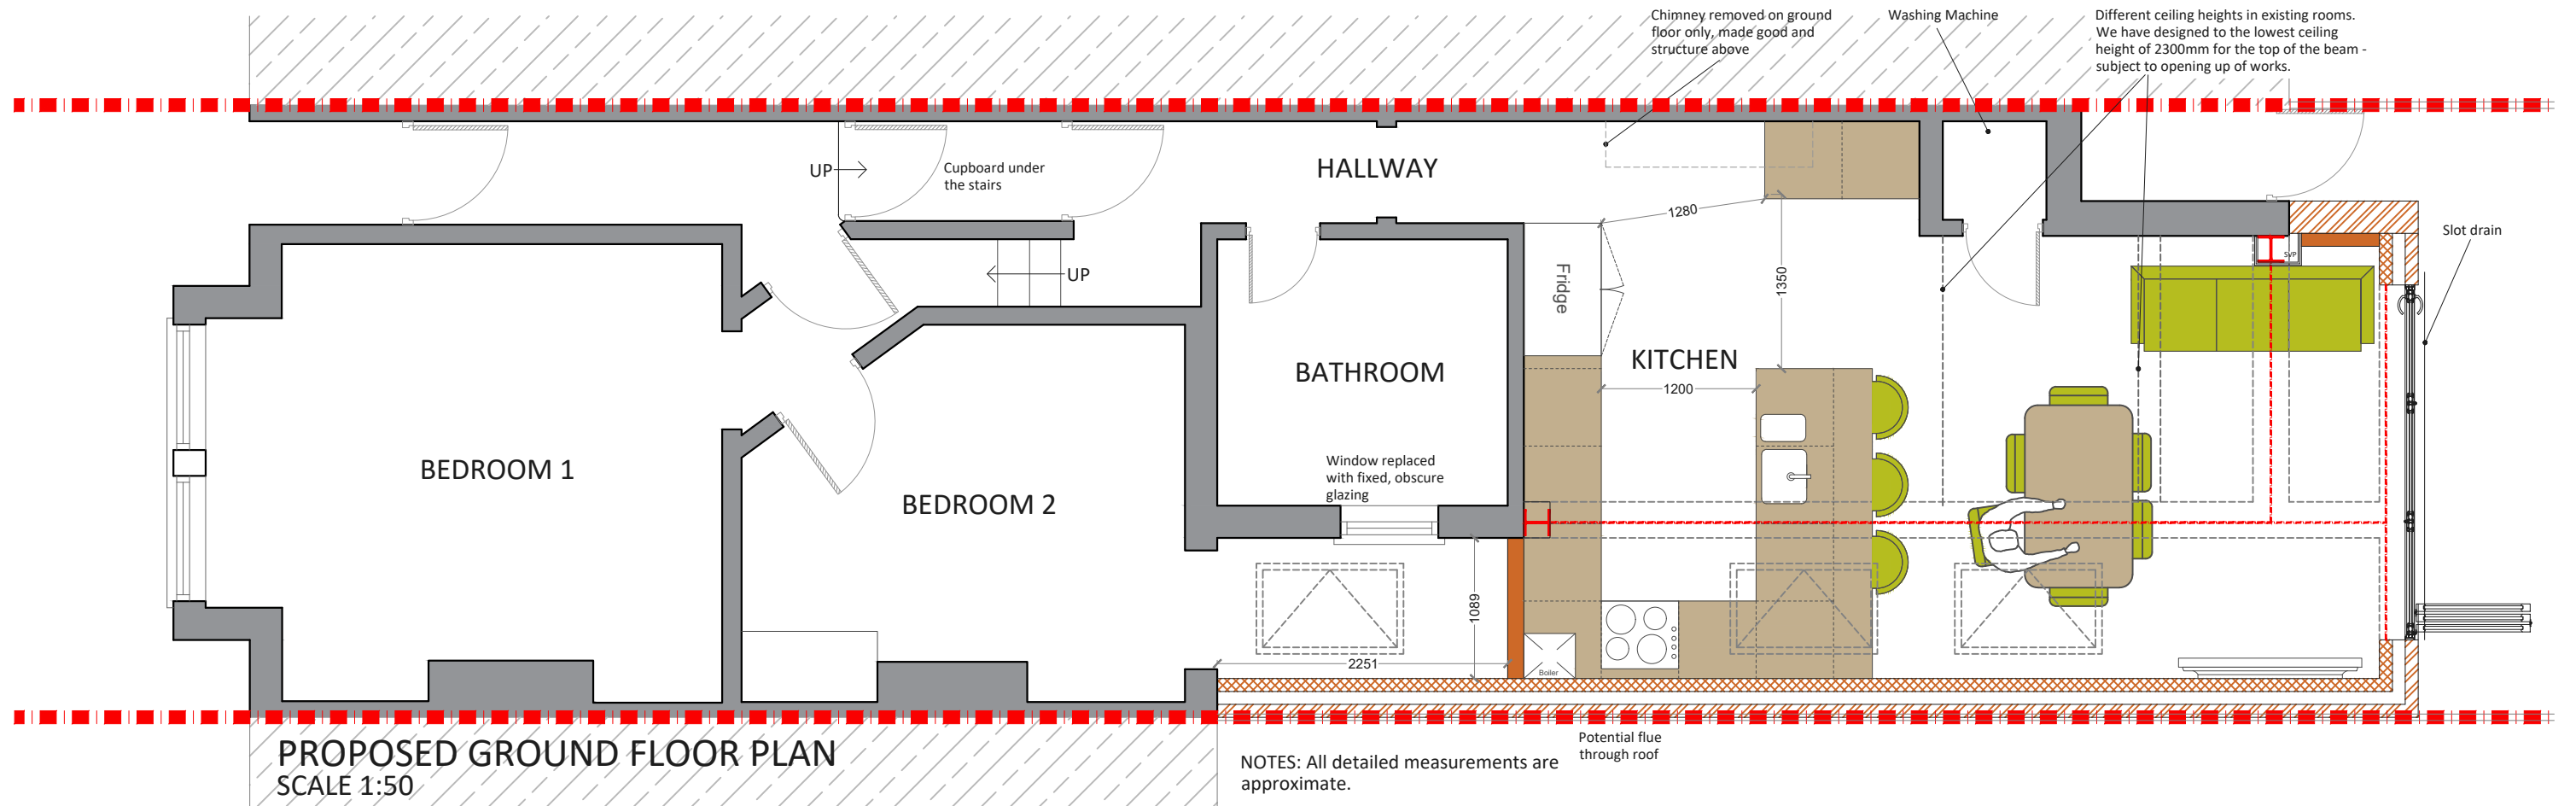 Chimney removed on ground
floor only, made good and
structure above
Washing Machine
Different ceiling heights in existing rooms.
We have designed to the lowest ceiling
height of 2300mm for the top of the beam -
subject to opening up of works.
UP
Cupboard under
the stairs
HALLWAY
1280
Slot drain
SVP
UP
Fridge
1350
BATHROOM
KITCHEN
1200
BEDROOM 1
BEDROOM 2
Window replaced
with fixed, obscure
glazing
1089
2251
Boiler
PROPOSED GROUND FLOOR PLAN
SCALE 1:50
NOTES: All detailed measurements are
approximate.
Potential flue
through roof